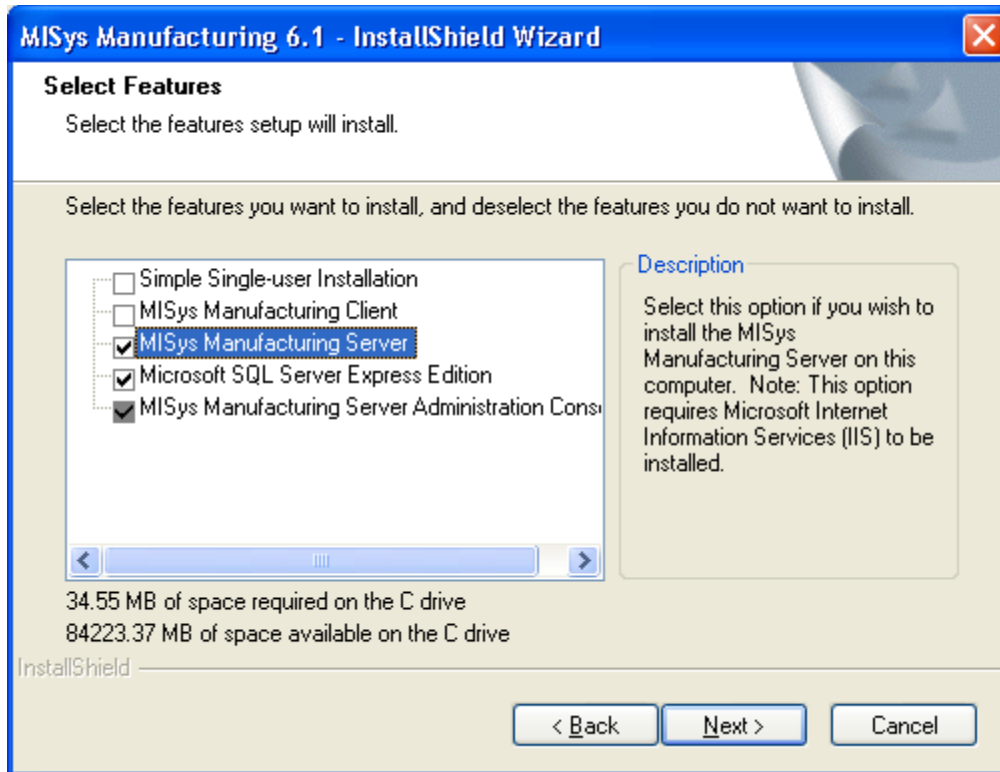 MISys Manufacturing 6.1 - InstallShield Wizard
Select Features
Select the features setup will install.
Select the features you want to install, and deselect the features you do not want to install.
Simple Single-user Installation
MISys Manufacturing Client
MISys Manufacturing Server
Microsoft SQL Server Express Edition
MISys Manufacturing Server Administration Conso
Description
Select this option if you wish to
install the MISys
Manufacturing Server on this
computer. Note: This option
requires Microsoft Internet
Information Services (IIS) to be
installed.
34.55 MB of space required on the C drive
84223.37 MB of space available on the C drive
InstallShield
< Back
Next >
Cancel